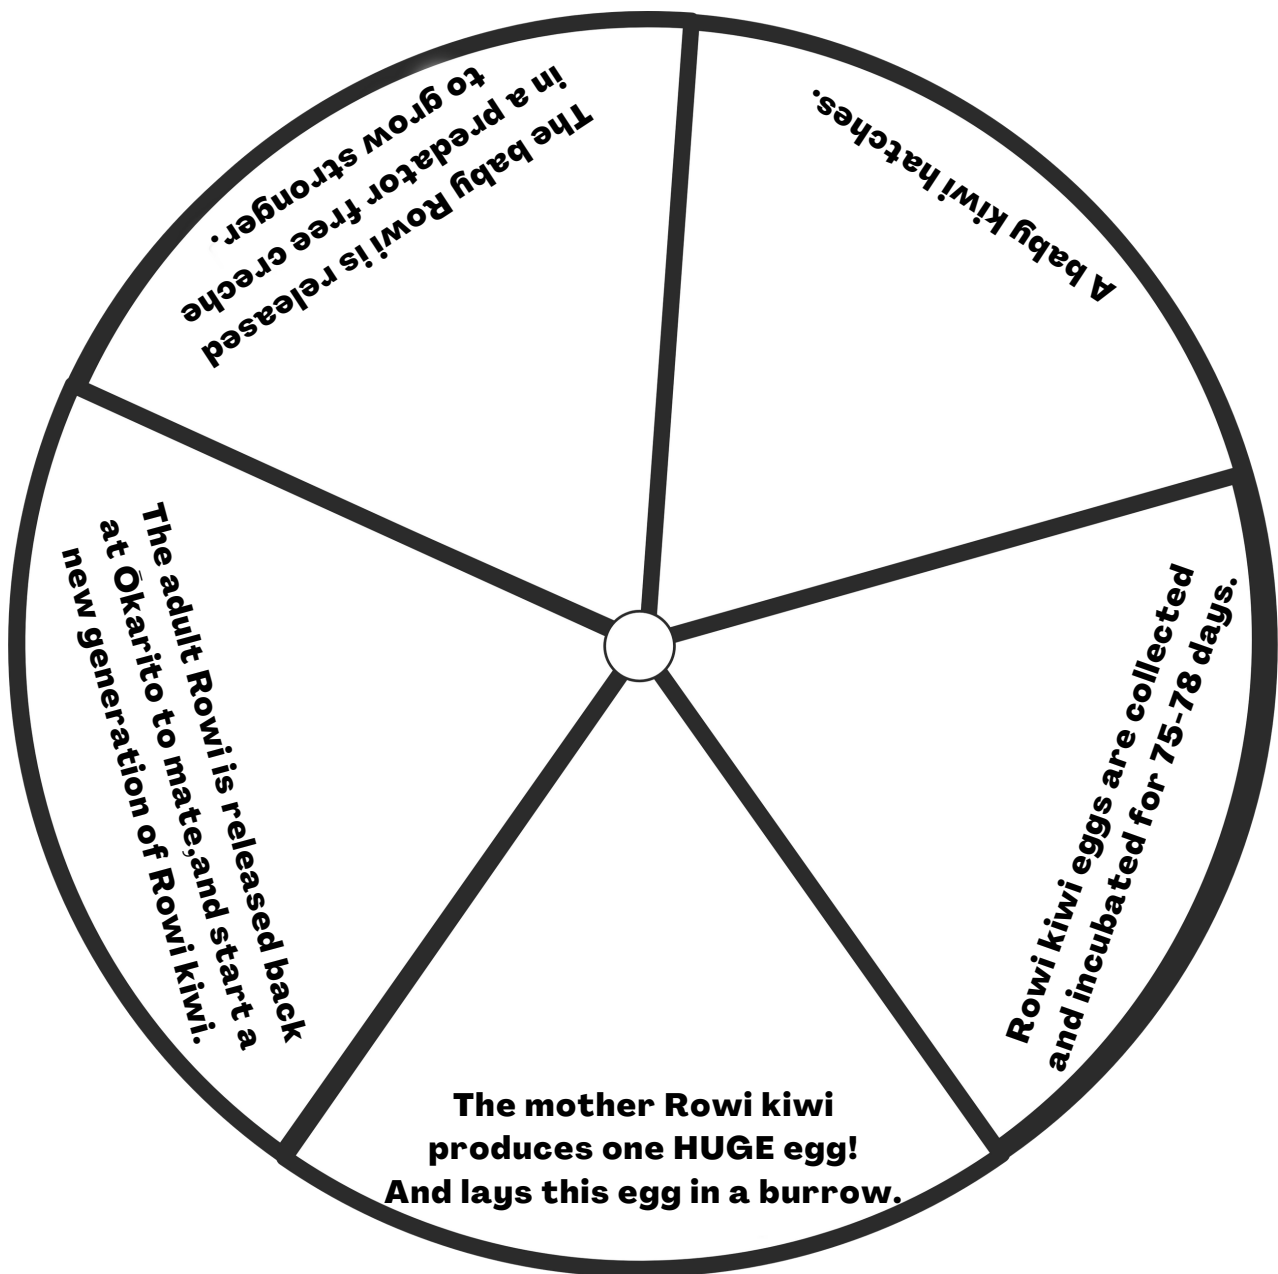 The mother Rowi kiwi
produces one HUGE egg!
And lays this egg in a burrow.
Rowi kiwi eggs are collected
and incubated for 75-78 days.
A baby kiwi hatches.
The baby Rowi is released
in a predator free creche
to grow stronger.
The adult Rowi is released back
at Ōkarito to mate,and start a
new generation of Rowi kiwi.